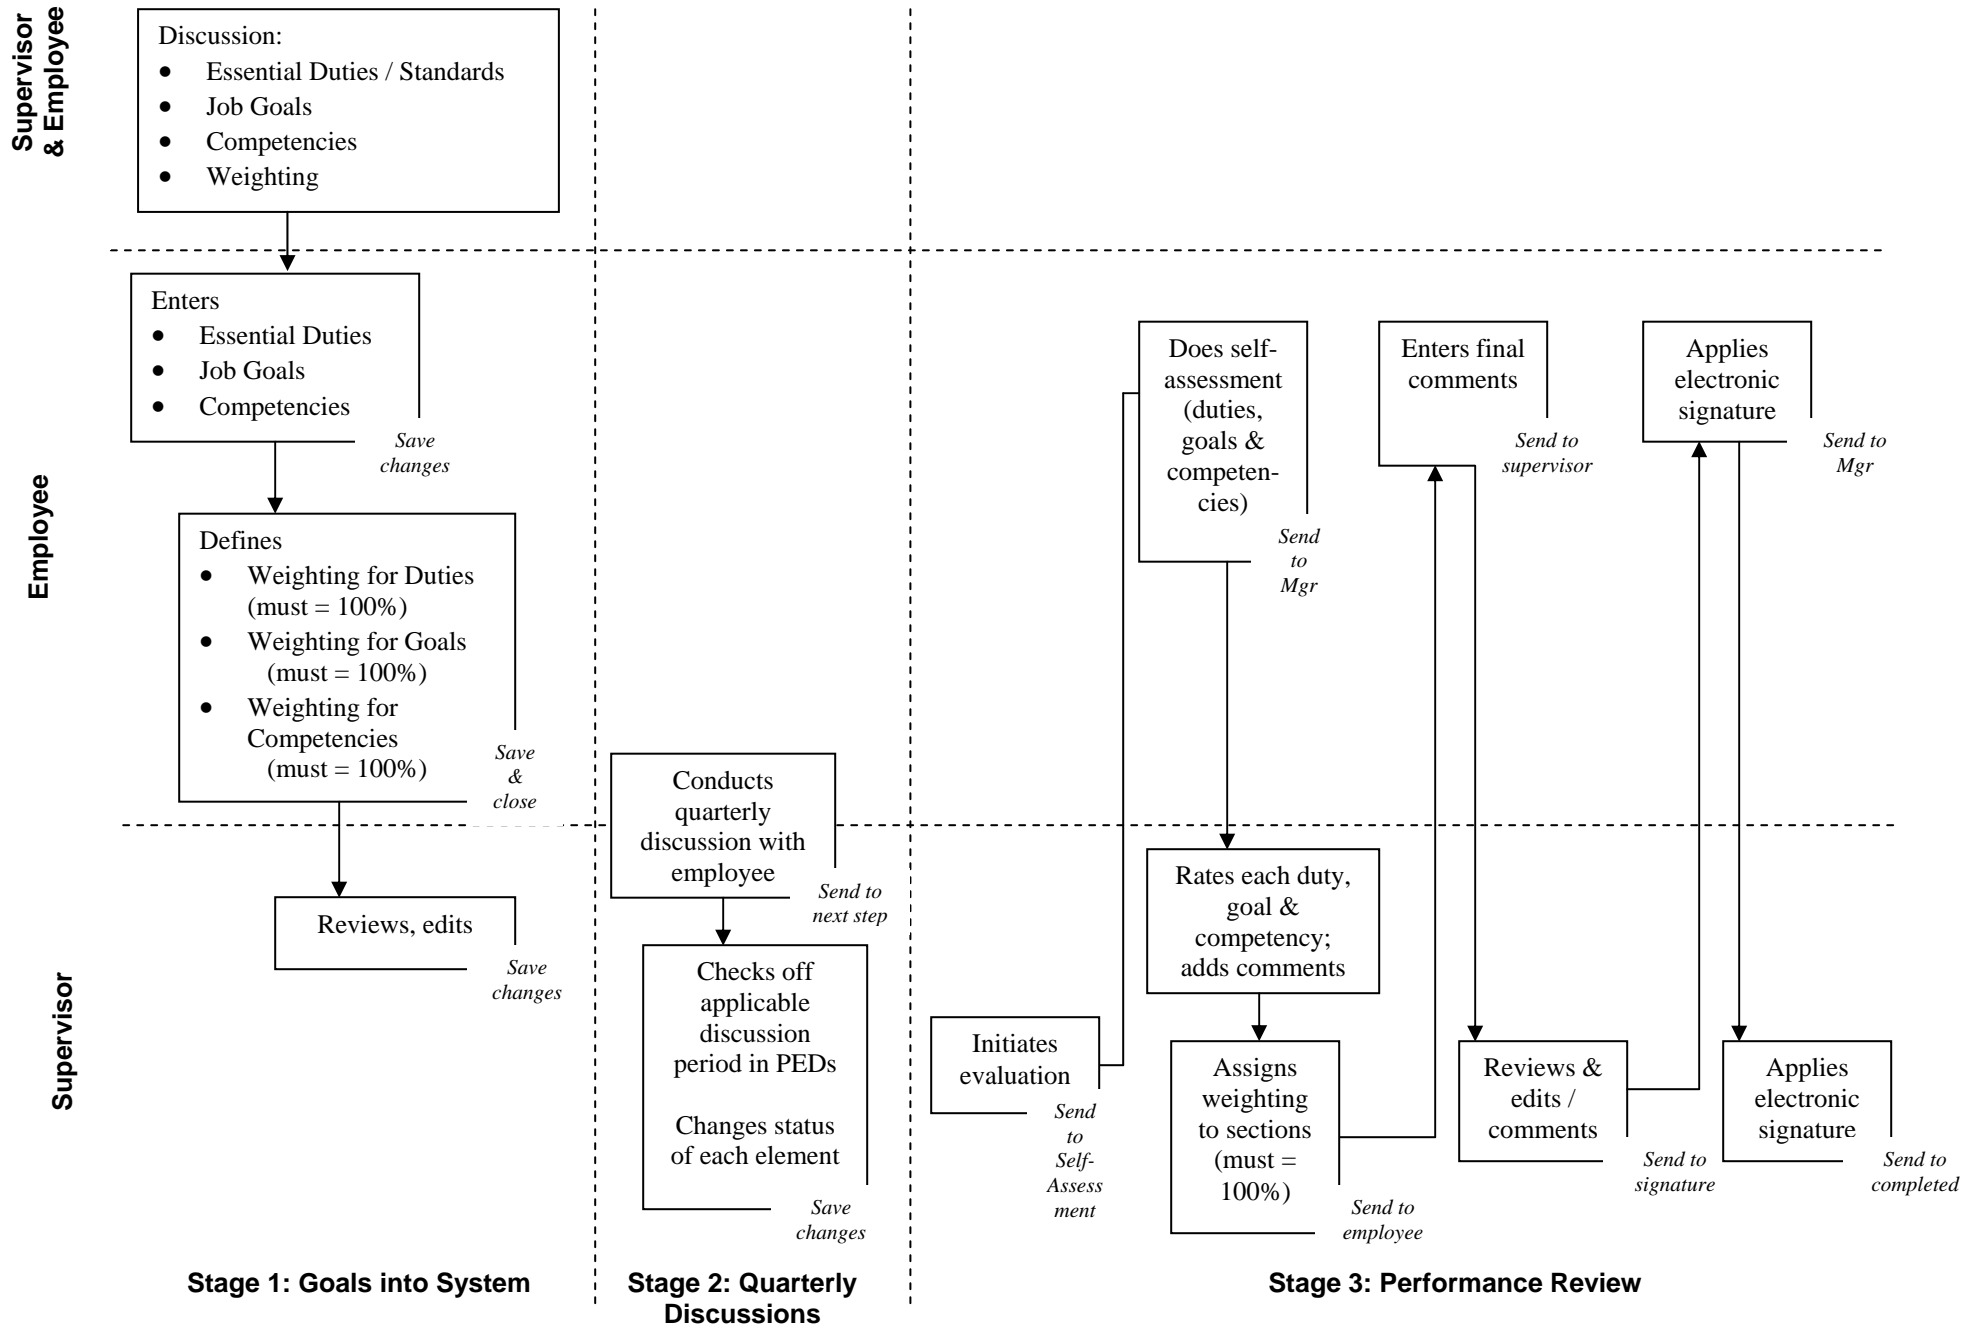 Supervisor
& Employee
Discussion:
● Essential Duties / Standards
● Job Goals
● Competencies
● Weighting
Employee
Enters
● Essential Duties
● Job Goals
● Competencies
Save
changes
Defines
● Weighting for Duties
(must = 100%)
● Weighting for Goals
(must = 100%)
● Weighting for
Competencies
(must = 100%)
Save
&
close
Supervisor
Reviews, edits
Save
changes
Stage 1: Goals into System
Conducts
quarterly
discussion with
employee
Send to
next step
Checks off
applicable
discussion
period in PEDs
Changes status
of each element
Save
changes
Stage 2: Quarterly
Discussions
Initiates
evaluation
Send
to
Self-
Assess
ment
Does self-
assessment
(duties,
goals &
competen-
cies)
Send
to
Mgr
Rates each duty,
goal &
competency;
adds comments
Assigns
weighting
to sections
(must =
100%)
Send to
employee
Enters final
comments
Send to
supervisor
Reviews &
edits /
comments
Send to
signature
Applies
electronic
signature
Send to
Mgr
Applies
electronic
signature
Send to
completed
Stage 3: Performance Review